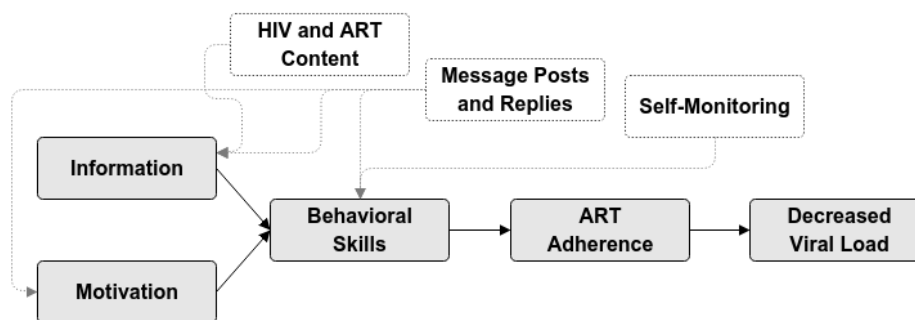 HIV and ART
Content
Message Posts
and Replies
Self-Monitoring
Information
Behavioral
Skills
ART
Adherence
Decreased
Viral Load
Motivation